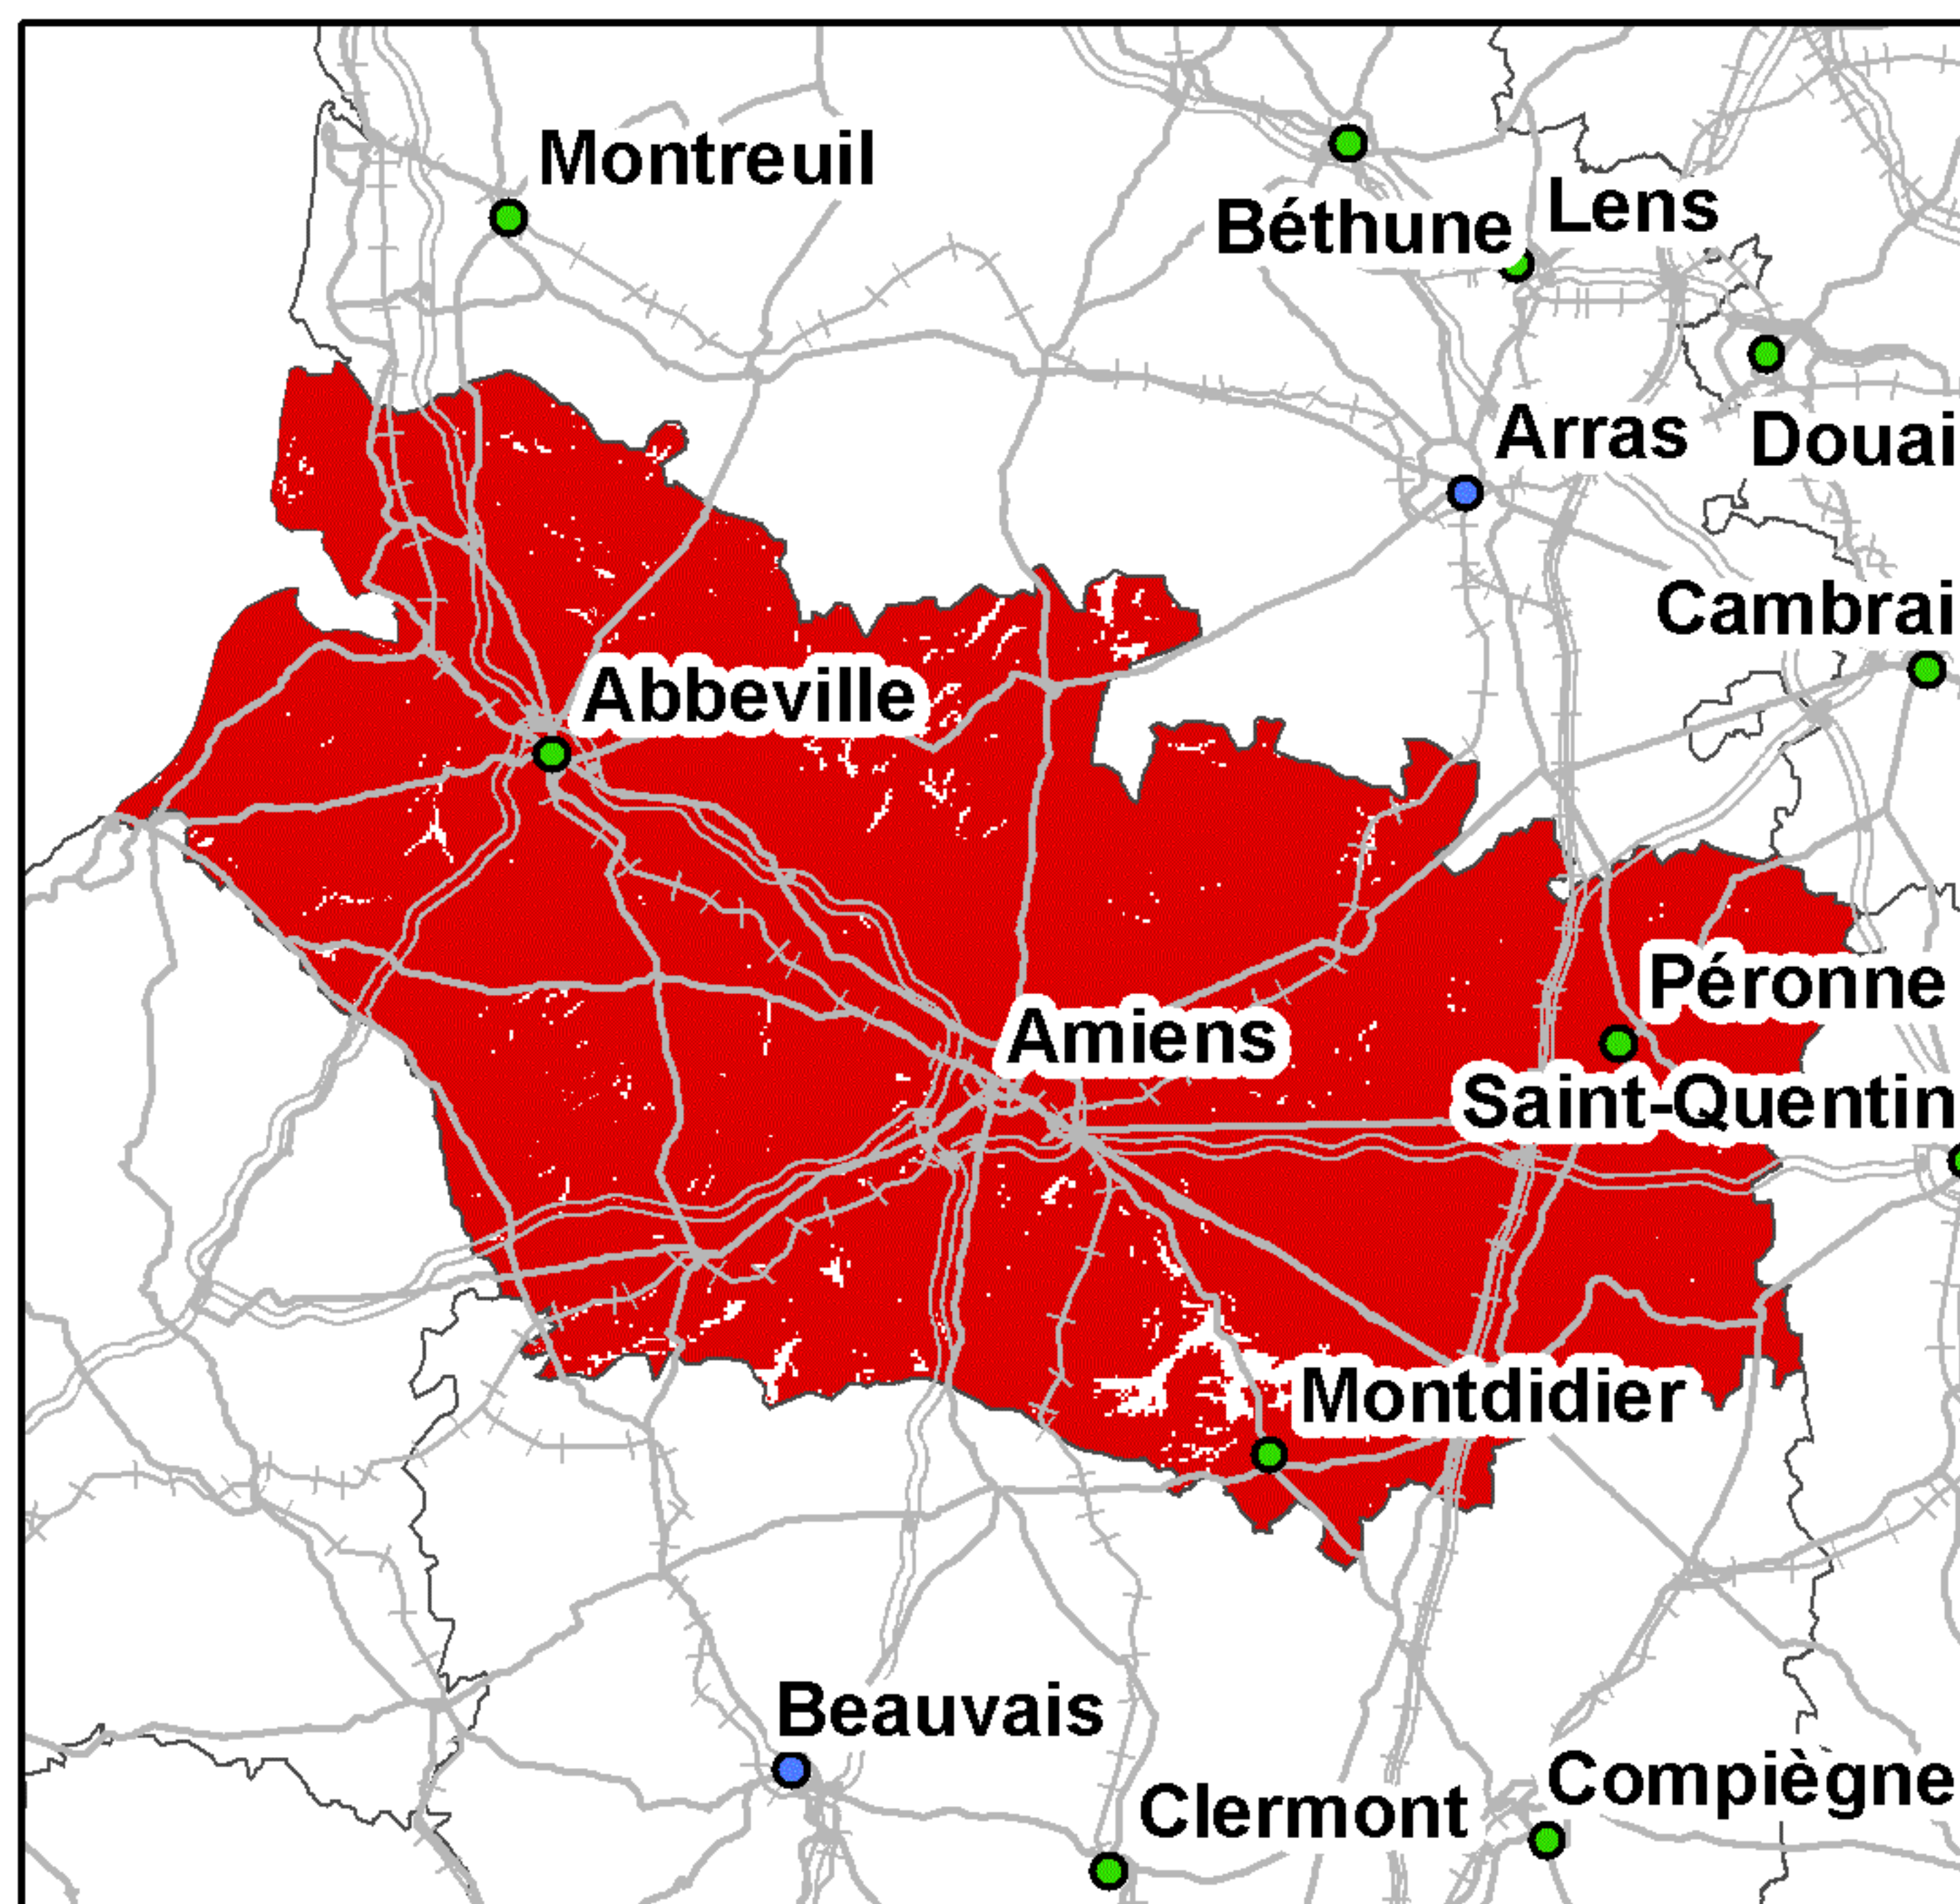 Montreuil
Béthune
Lens
Arras
Douai
Cambrai
Abbeville
Péronne
Amiens
Saint-Quentin
Montdidier
Beauvais
Compiègne
Clermont